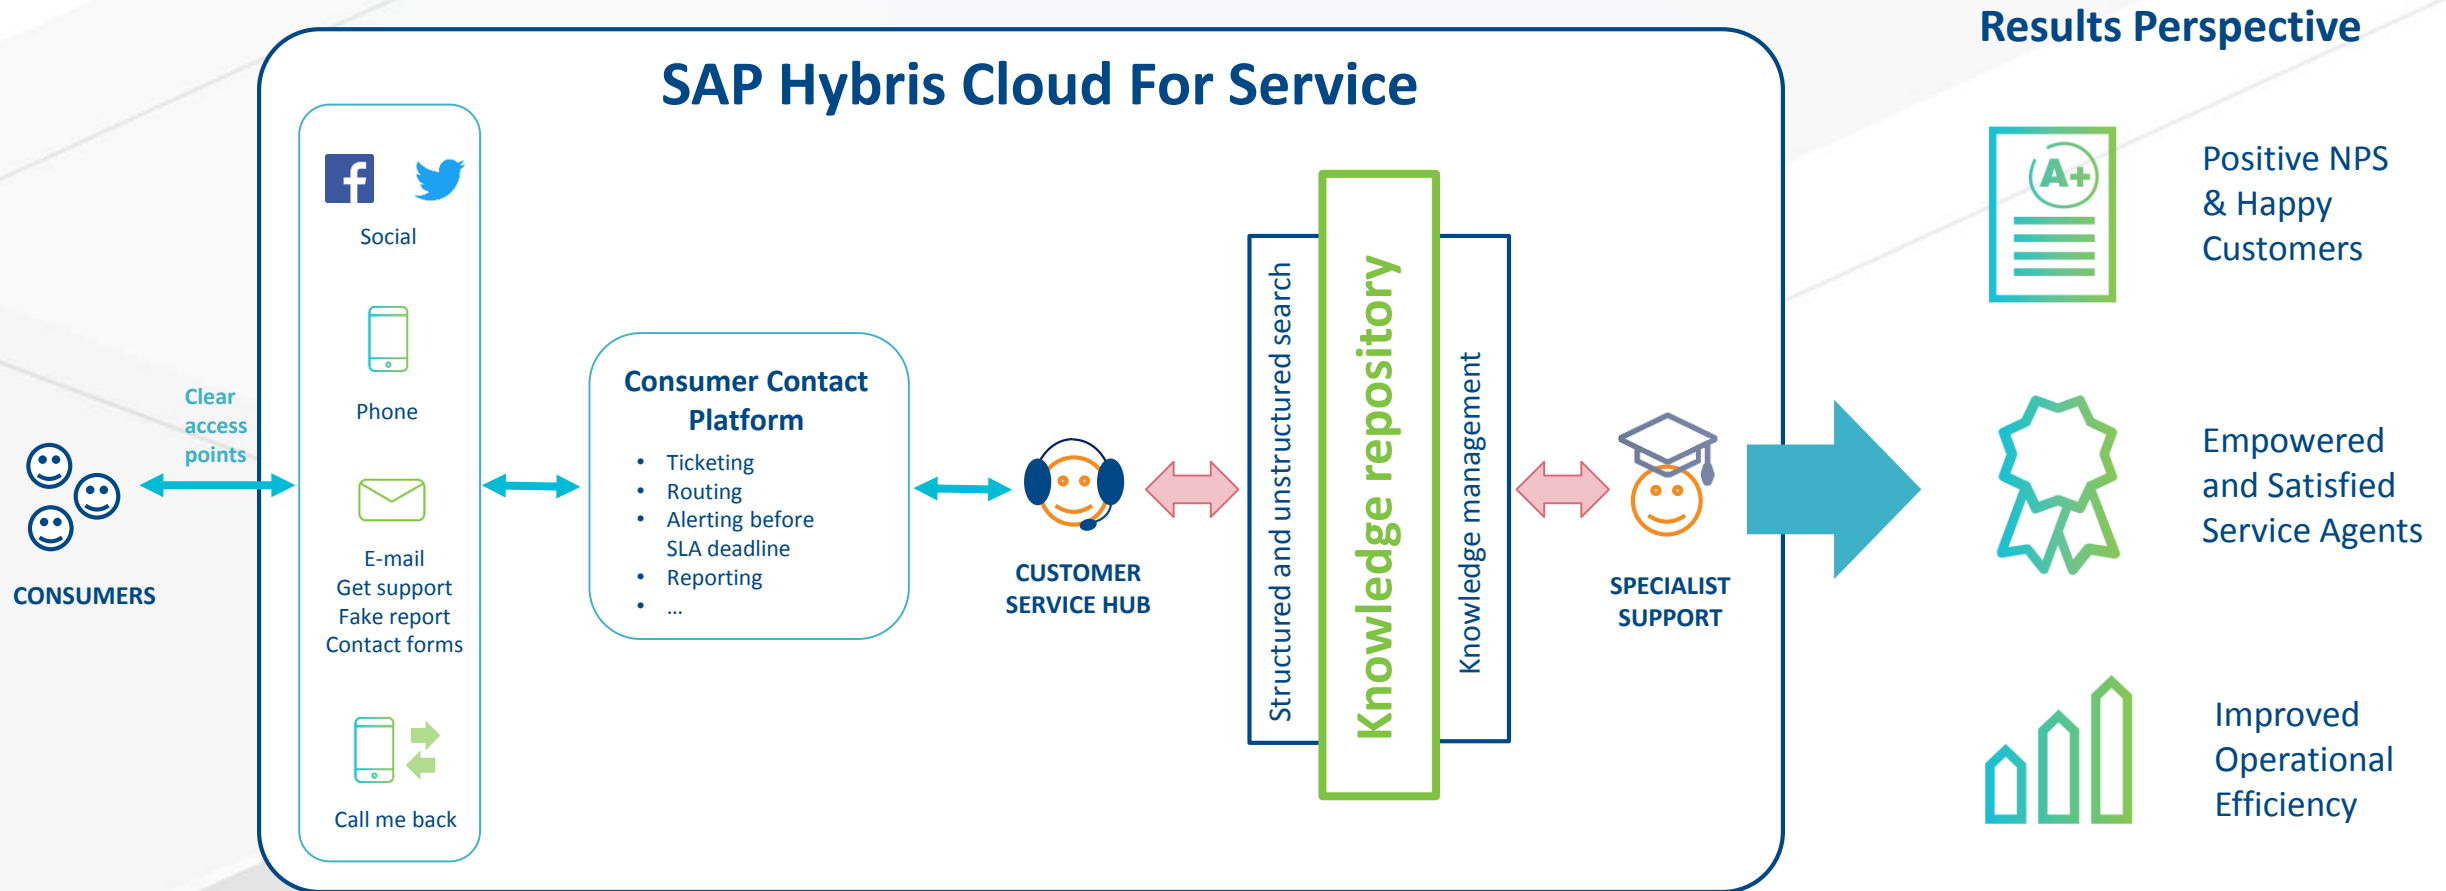 SAP Hybris Cloud For Service
Results Perspective
CONSUMERS
Clear
access
points
Social
Phone
E-mail
Get support
Fake report
Contact forms
Call me back
Consumer Contact
Platform
• Ticketing
• Routing
• Alerting before
SLA deadline
• Reporting
• ...
CUSTOMER
SERVICE HUB
Structured and unstructured search
Knowledge repository
Knowledge management
SPECIALIST
SUPPORT
A+
Positive NPS
& Happy
Customers
Empowered
and Satisfied
Service Agents
Improved
Operational
Efficiency